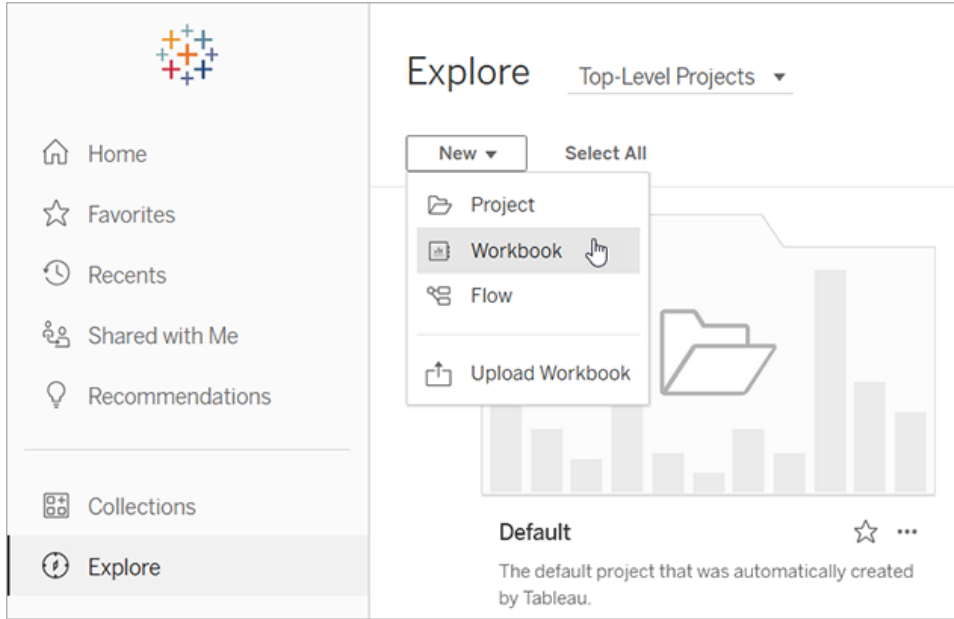 Home
Favorites
Recents
Shared with Me
Recommendations
Collections
Explore
Explore
Top-Level Projects
New
Select All
Project
Workbook
Flow
Upload Workbook
Default
The default project that was automatically created
by Tableau.